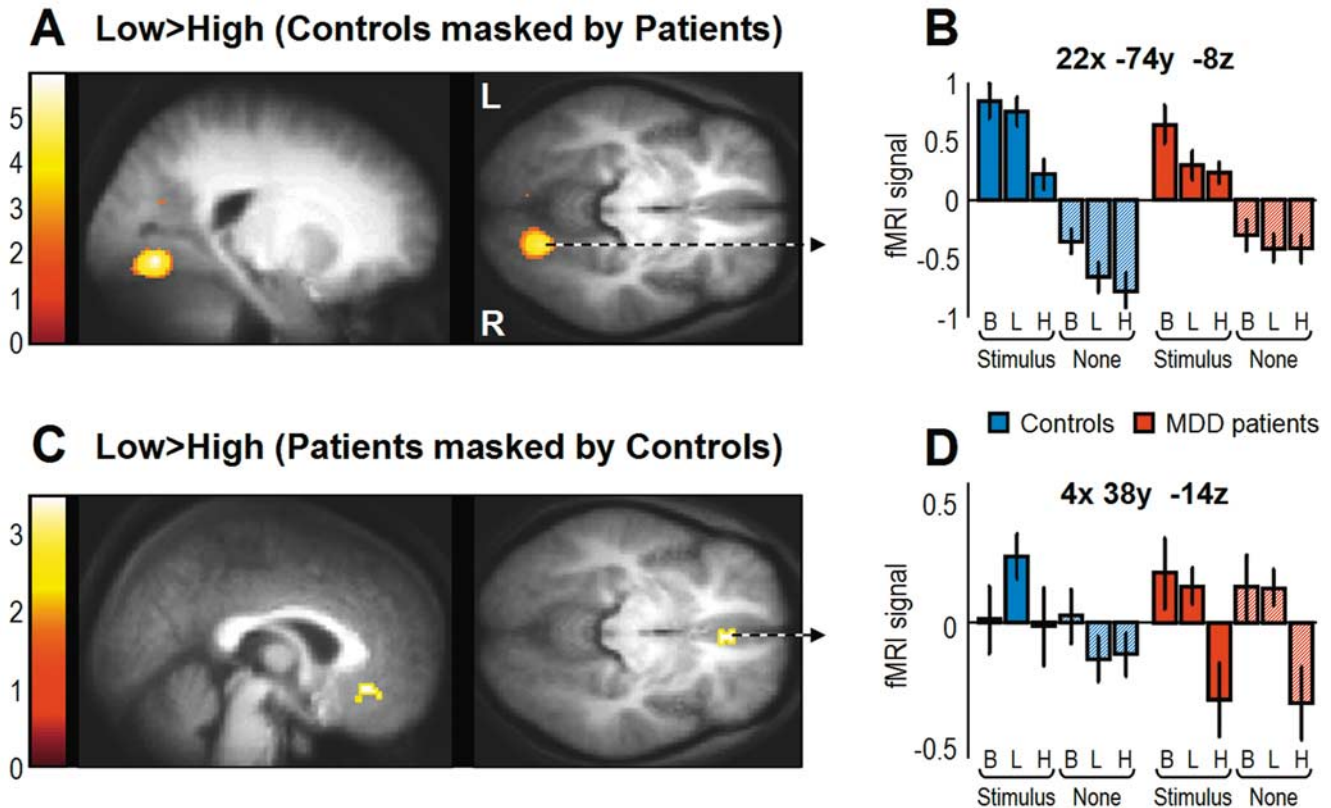 A Low>High (Controls masked by Patients)
5
4
3
2
1
0
L
R
B
22x -74y -8z
fMRI signal
1
0.5
0
-0.5
-1
B L H B L H B L H B L H
Stimulus None Stimulus None
Controls MDD patients
C Low>High (Patients masked by Controls)
3
2
1
0
D
4x 38y -14z
fMRI signal
0.5
0
-0.5
B L H B L H B L H B L H
Stimulus None Stimulus None